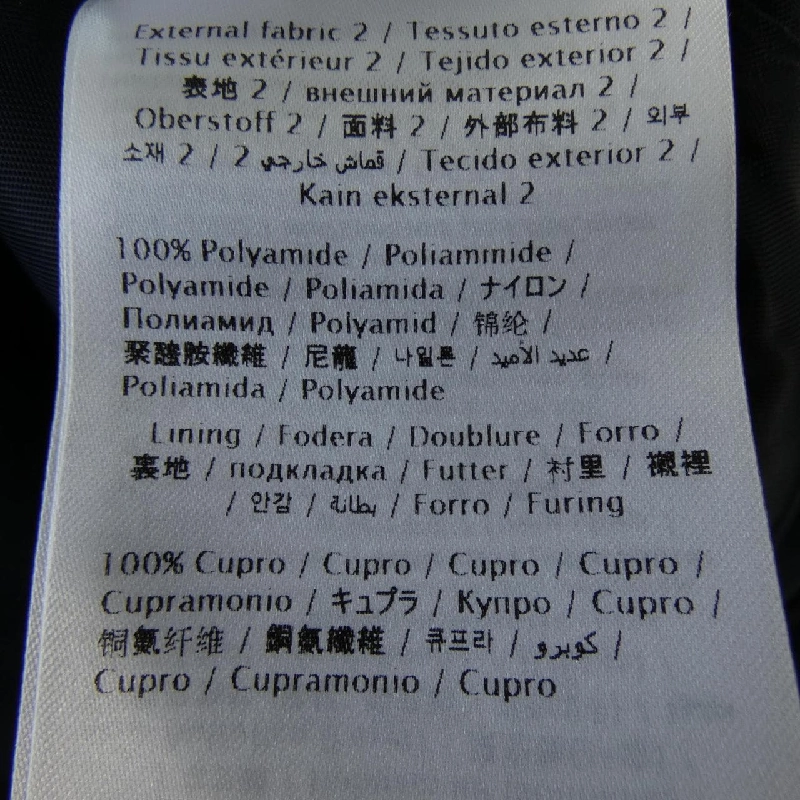 External fabric 2 / Tessuto esterno 2 /
Tissu extérieur 2 / Tejido exterior 2 /
表地 2 / внешний материал 2 /
Oberstoff 2 / 面料 2 / 外部布料 2 / 외부
소재 2 / 2 قماش خارجي / Tecido exterior 2 /
Kain eksternal 2
100% Polyamide / Poliammide /
Polyamide / Poliamida / ナイロン /
Полиамид / Polyamid / 锦纶 /
聚醯胺纖維 / 尼龍 / 나일론 / عديد الأميد /
Poliamida / Polyamide
Lining / Fodera / Doublure / Forro /
裏地 / подкладка / Futter / 衬里 / 襯裡
/ 안감 / بطانة / Forro / Furing
100% Cupro / Cupro / Cupro / Cupro /
Cupramonio / キュプラ / Купро / Cupro /
铜氨纤维 / 銅氨纖維 / 큐프라 / كوبرو /
Cupro / Cupramonio / Cupro